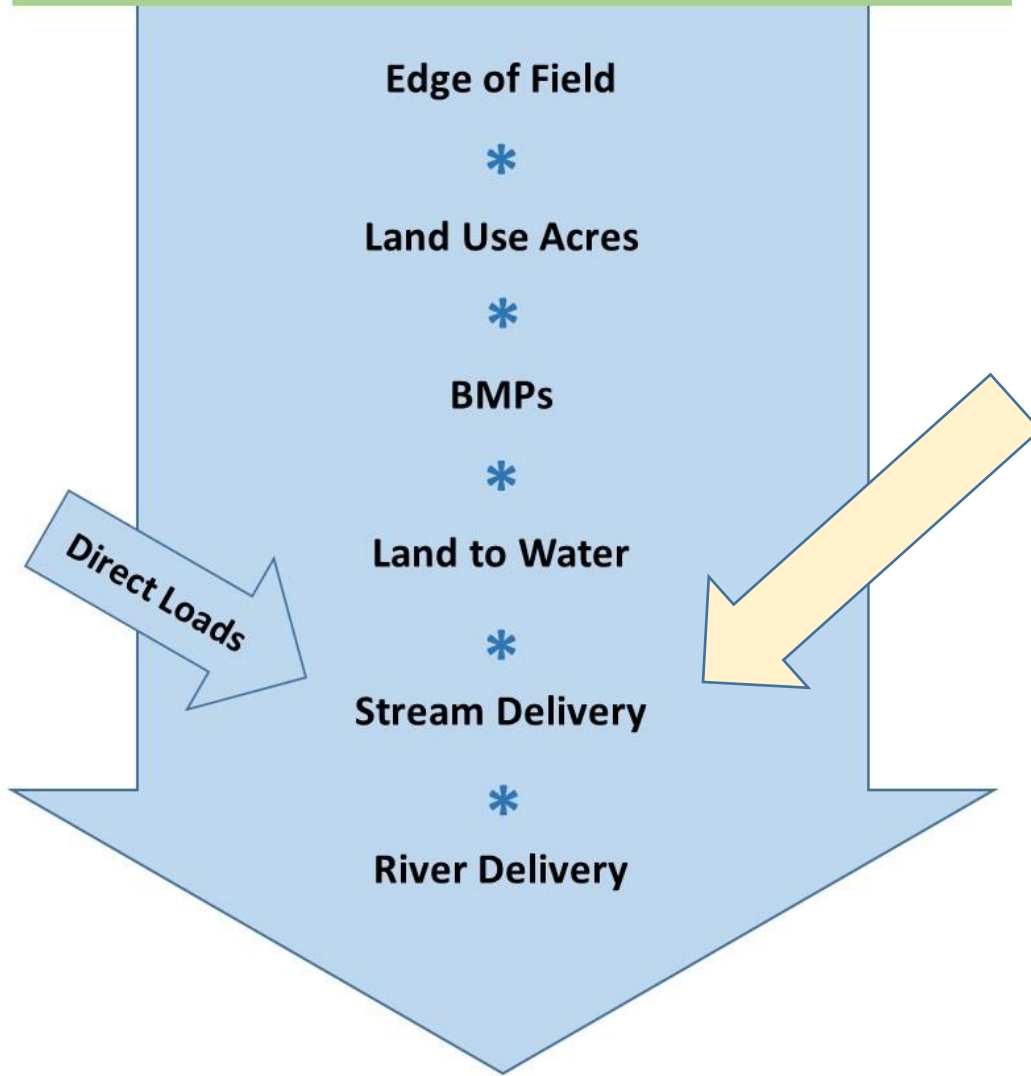 Edge of Field
*
Land Use Acres
*
BMPs
*
Land to Water
*
Direct Loads
Stream Delivery
*
River Delivery